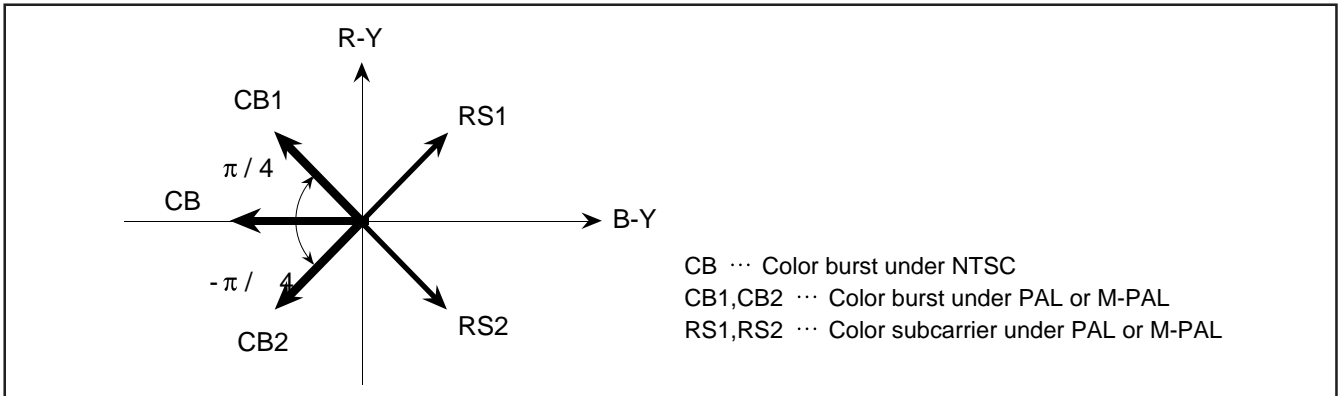 R-Y
CB1
RS1
π / 4
CB
B-Y
- π / 4
CB2
RS2
CB ··· Color burst under NTSC
CB1,CB2 ··· Color burst under PAL or M-PAL
RS1,RS2 ··· Color subcarrier under PAL or M-PAL